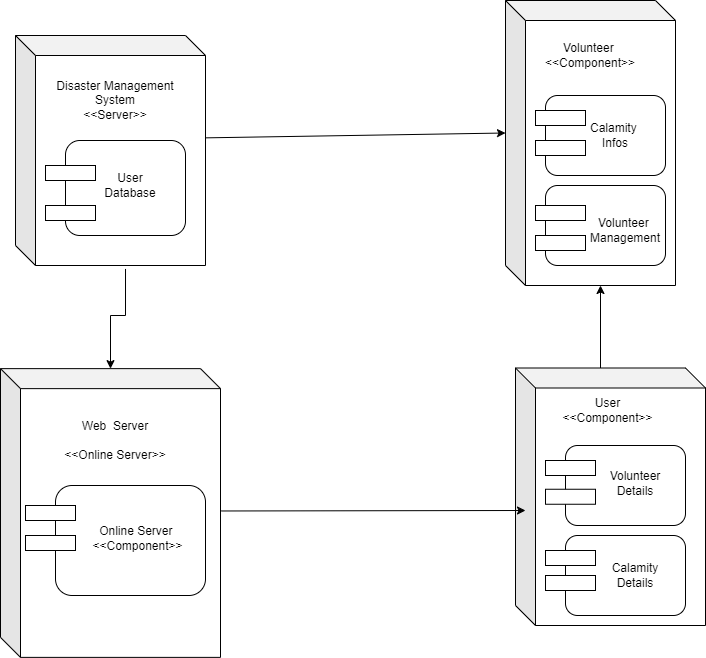 Disaster Management
System
<<Server>>
User
Database
Volunteer
<<Component>>
Calamity
Infos
Volunteer
Management
Web  Server
<<Online Server>>
Online Server
<<Component>>
User
<<Component>>
Volunteer
Details
Calamity
Details